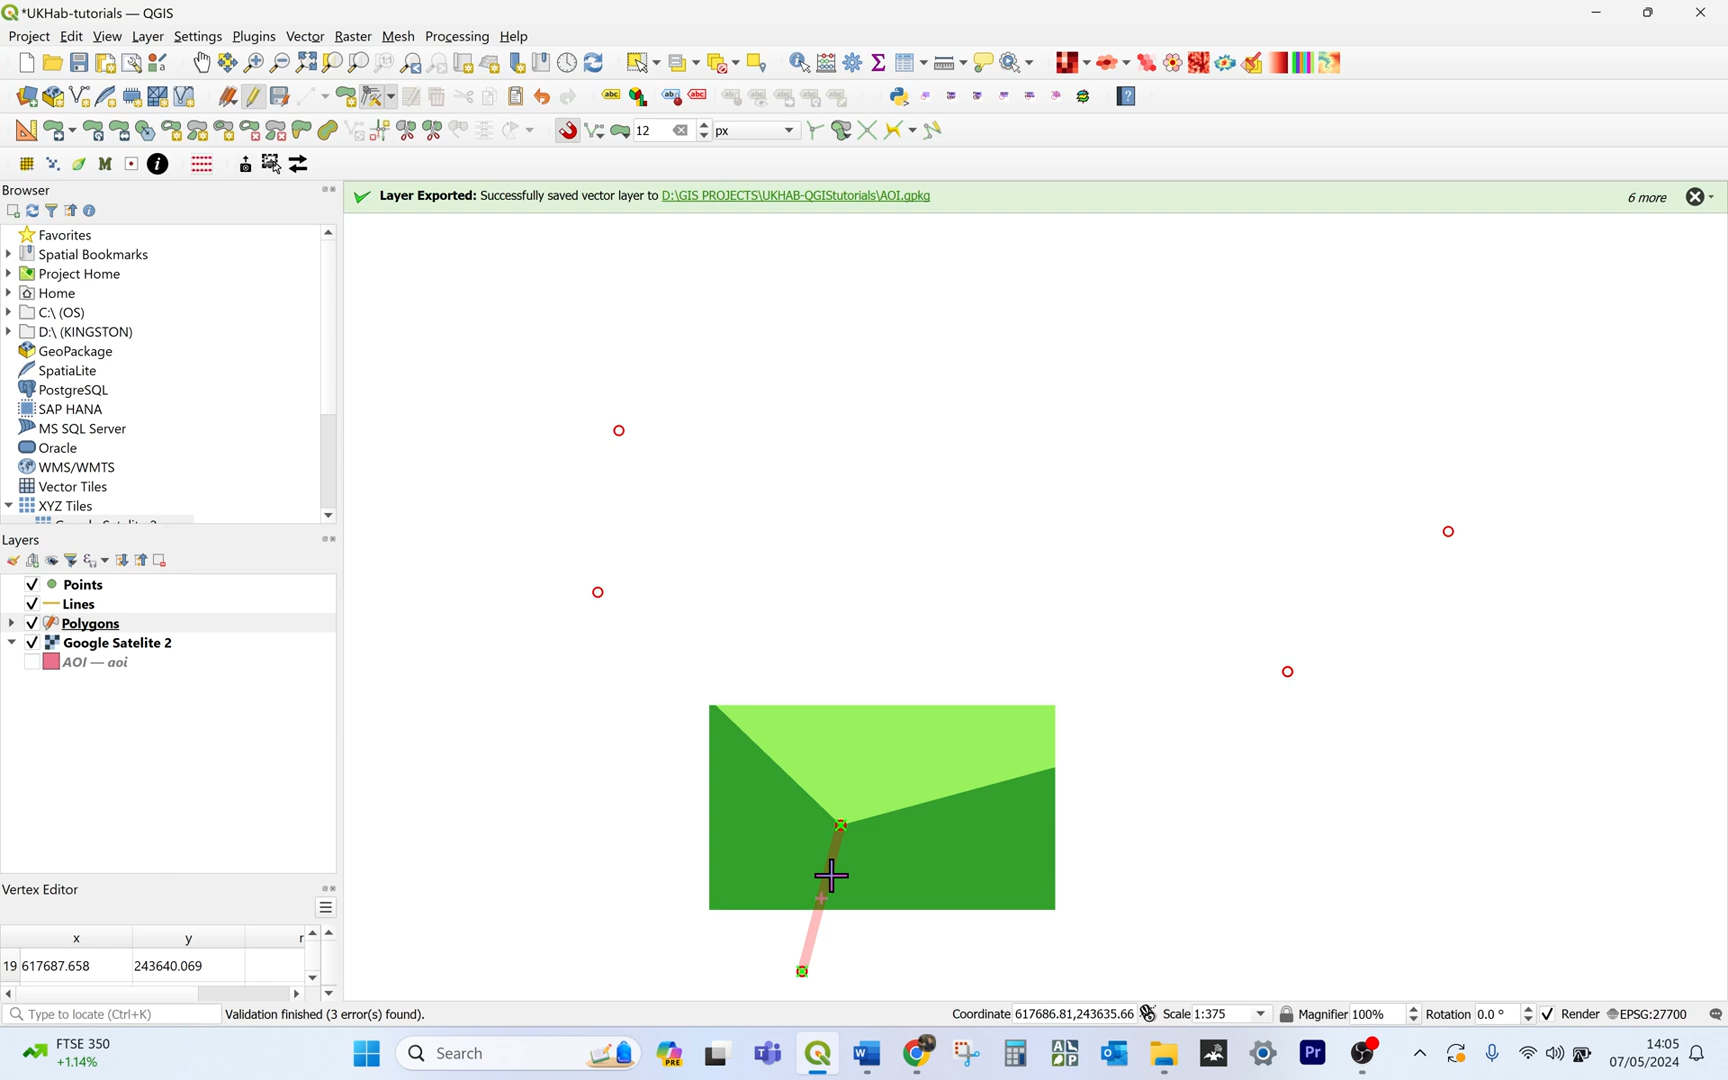 *UKHab-tutorials — QGIS
Project Edit View Layer Settings Plugins Vector Raster Mesh Processing Help
12 px
Browser
Layer Exported: Successfully saved vector layer to D:\GIS PROJECTS\UKHAB-QGIStutorials\AOI.gpkg 6 more
Favorites
Spatial Bookmarks
Project Home
Home
C:\ (OS)
D:\ (KINGSTON)
GeoPackage
SpatiaLite
PostgreSQL
SAP HANA
MS SQL Server
Oracle
WMS/WMTS
Vector Tiles
XYZ Tiles
Layers
Points
Lines
Polygons
Google Satelite 2
AOI — aoi
Vertex Editor
x y r
19 617687.658 243640.069
Type to locate (Ctrl+K) Validation finished (3 error(s) found). Coordinate 617686.81,243635.66 Scale 1:375 Magnifier 100% Rotation 0.0 ° Render EPSG:27700
FTSE 350
+1.14%
Search
14:05
07/05/2024